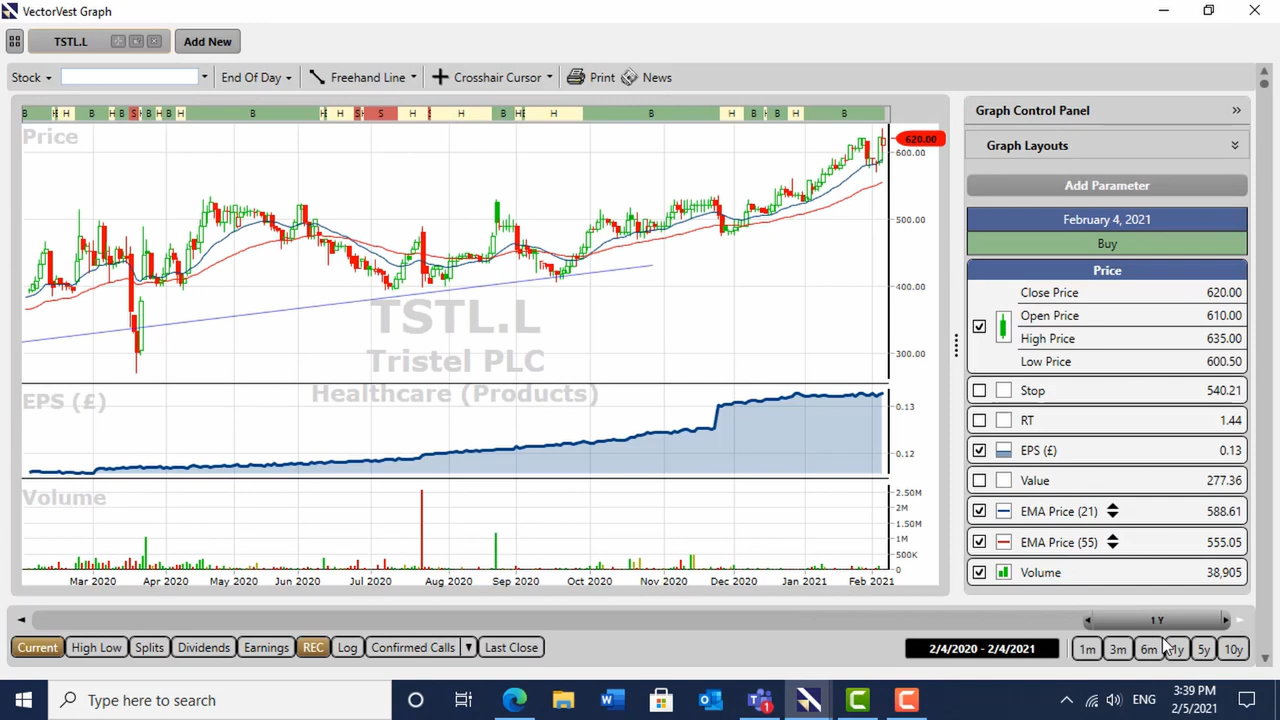 VectorVest Graph
TSTL.L Add New
Stock End Of Day Freehand Line Crosshair Cursor Print News
B H B H B S H B H B H B H S S H S H B H H B H B B H B
Price
620.00
600.00
500.00
400.00
300.00
TSTL.L
Tristel PLC
Healthcare (Products)
EPS (£)
0.13
0.12
Volume
2.50M
2M
1.50M
1M
500K
0
Mar 2020 Apr 2020 May 2020 Jun 2020 Jul 2020 Aug 2020 Sep 2020 Oct 2020 Nov 2020 Dec 2020 Jan 2021 Feb 2021
Graph Control Panel
Graph Layouts
Add Parameter
February 4, 2021
Buy
Price
Close Price 620.00
Open Price 610.00
High Price 635.00
Low Price 600.50
Stop 540.21
RT 1.44
EPS (£) 0.13
Value 277.36
EMA Price (21) 588.61
EMA Price (55) 555.05
Volume 38,905
1 Y
Current High Low Splits Dividends Earnings REC Log Confirmed Calls Last Close 2/4/2020 - 2/4/2021 1m 3m 6m 1y 5y 10y
Type here to search
ENG
3:39 PM
2/5/2021